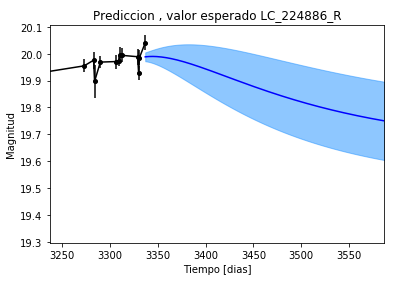 Prediccion , valor esperado LC_224886_R
20.1
20.0
19.9
19.8
19.7
19.6
19.5
19.4
19.3
Magnitud
3250 3300 3350 3400 3450 3500 3550
Tiempo [dias]